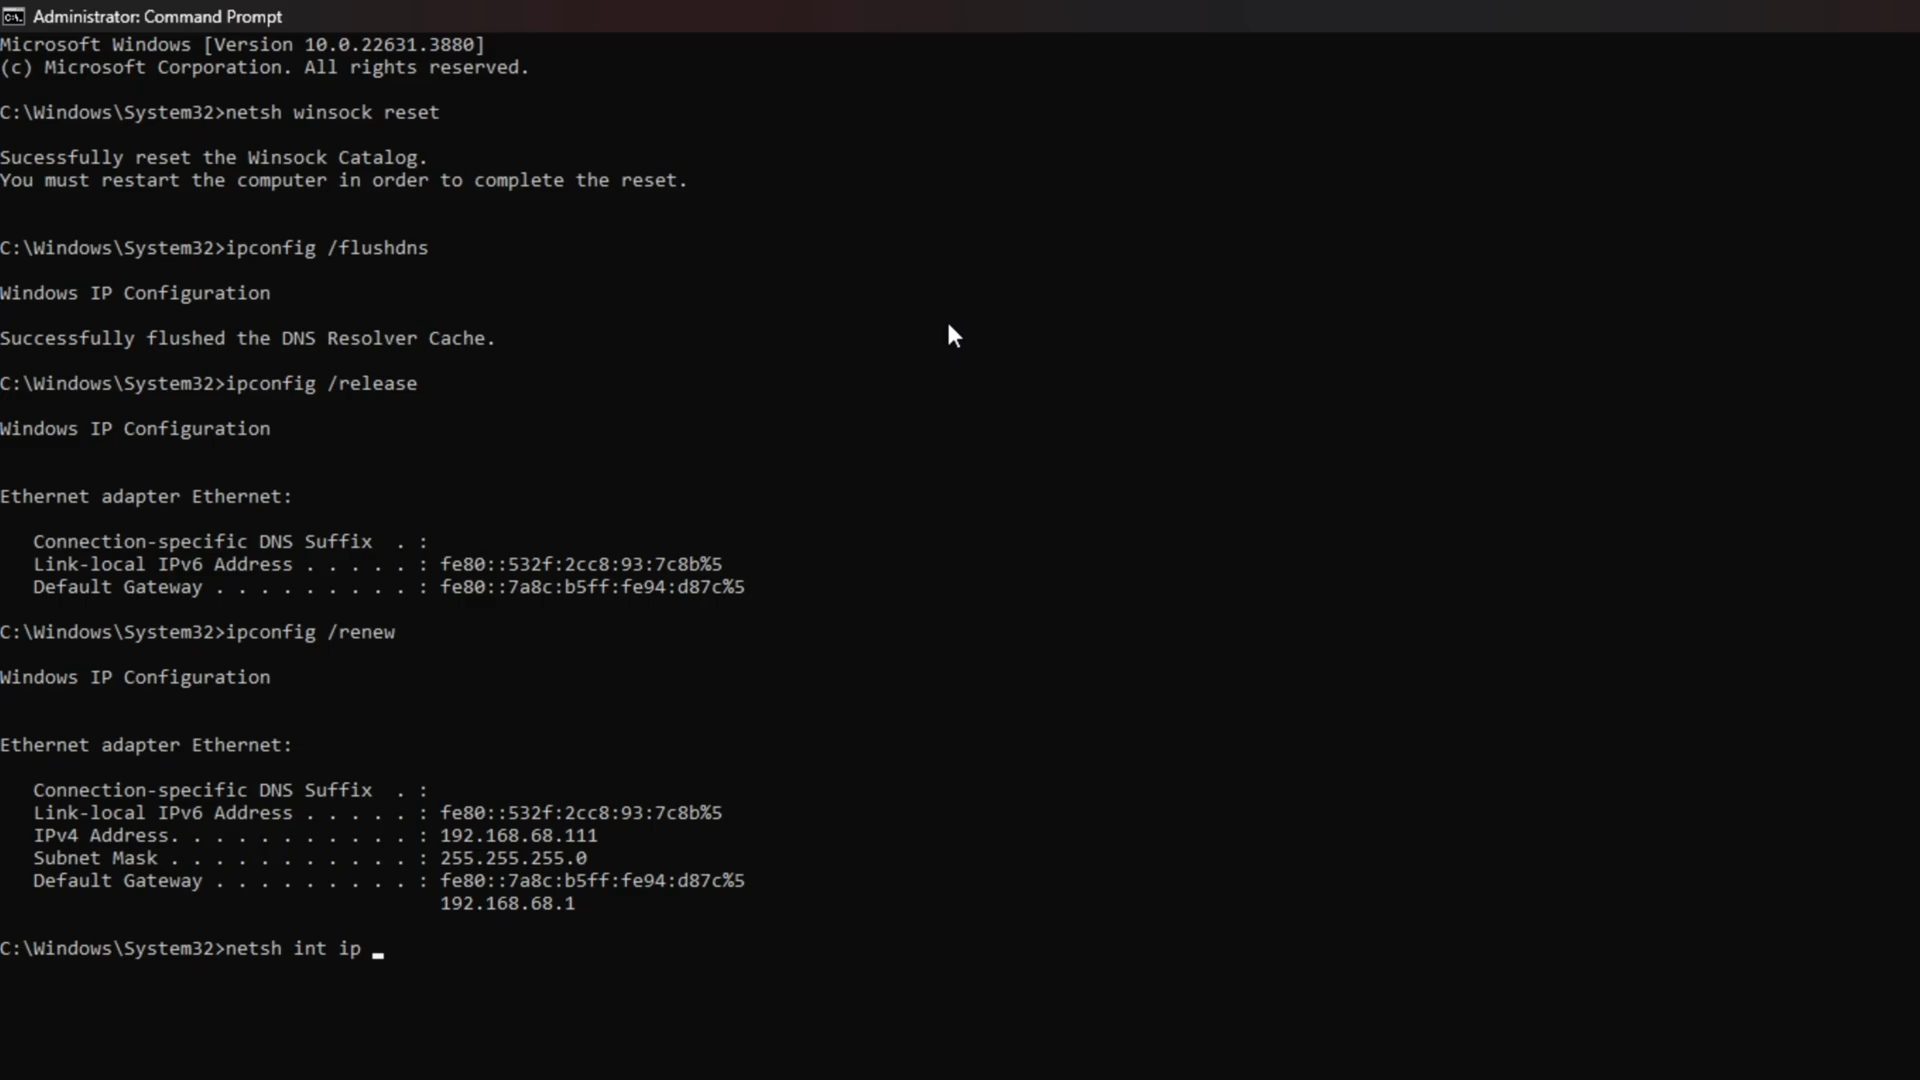 Administrator: Command Prompt
Microsoft Windows [Version 10.0.22631.3880]
(c) Microsoft Corporation. All rights reserved.
C:\Windows\System32>netsh winsock reset
Sucessfully reset the Winsock Catalog.
You must restart the computer in order to complete the reset.
C:\Windows\System32>ipconfig /flushdns
Windows IP Configuration
Successfully flushed the DNS Resolver Cache.
C:\Windows\System32>ipconfig /release
Windows IP Configuration
Ethernet adapter Ethernet:
Connection-specific DNS Suffix  . :
Link-local IPv6 Address . . . . . : fe80::532f:2cc8:93:7c8b%5
Default Gateway . . . . . . . . . : fe80::7a8c:b5ff:fe94:d87c%5
C:\Windows\System32>ipconfig /renew
Windows IP Configuration
Ethernet adapter Ethernet:
Connection-specific DNS Suffix  . :
Link-local IPv6 Address . . . . . : fe80::532f:2cc8:93:7c8b%5
IPv4 Address. . . . . . . . . . . : 192.168.68.111
Subnet Mask . . . . . . . . . . . : 255.255.255.0
Default Gateway . . . . . . . . . : fe80::7a8c:b5ff:fe94:d87c%5
192.168.68.1
C:\Windows\System32>netsh int ip